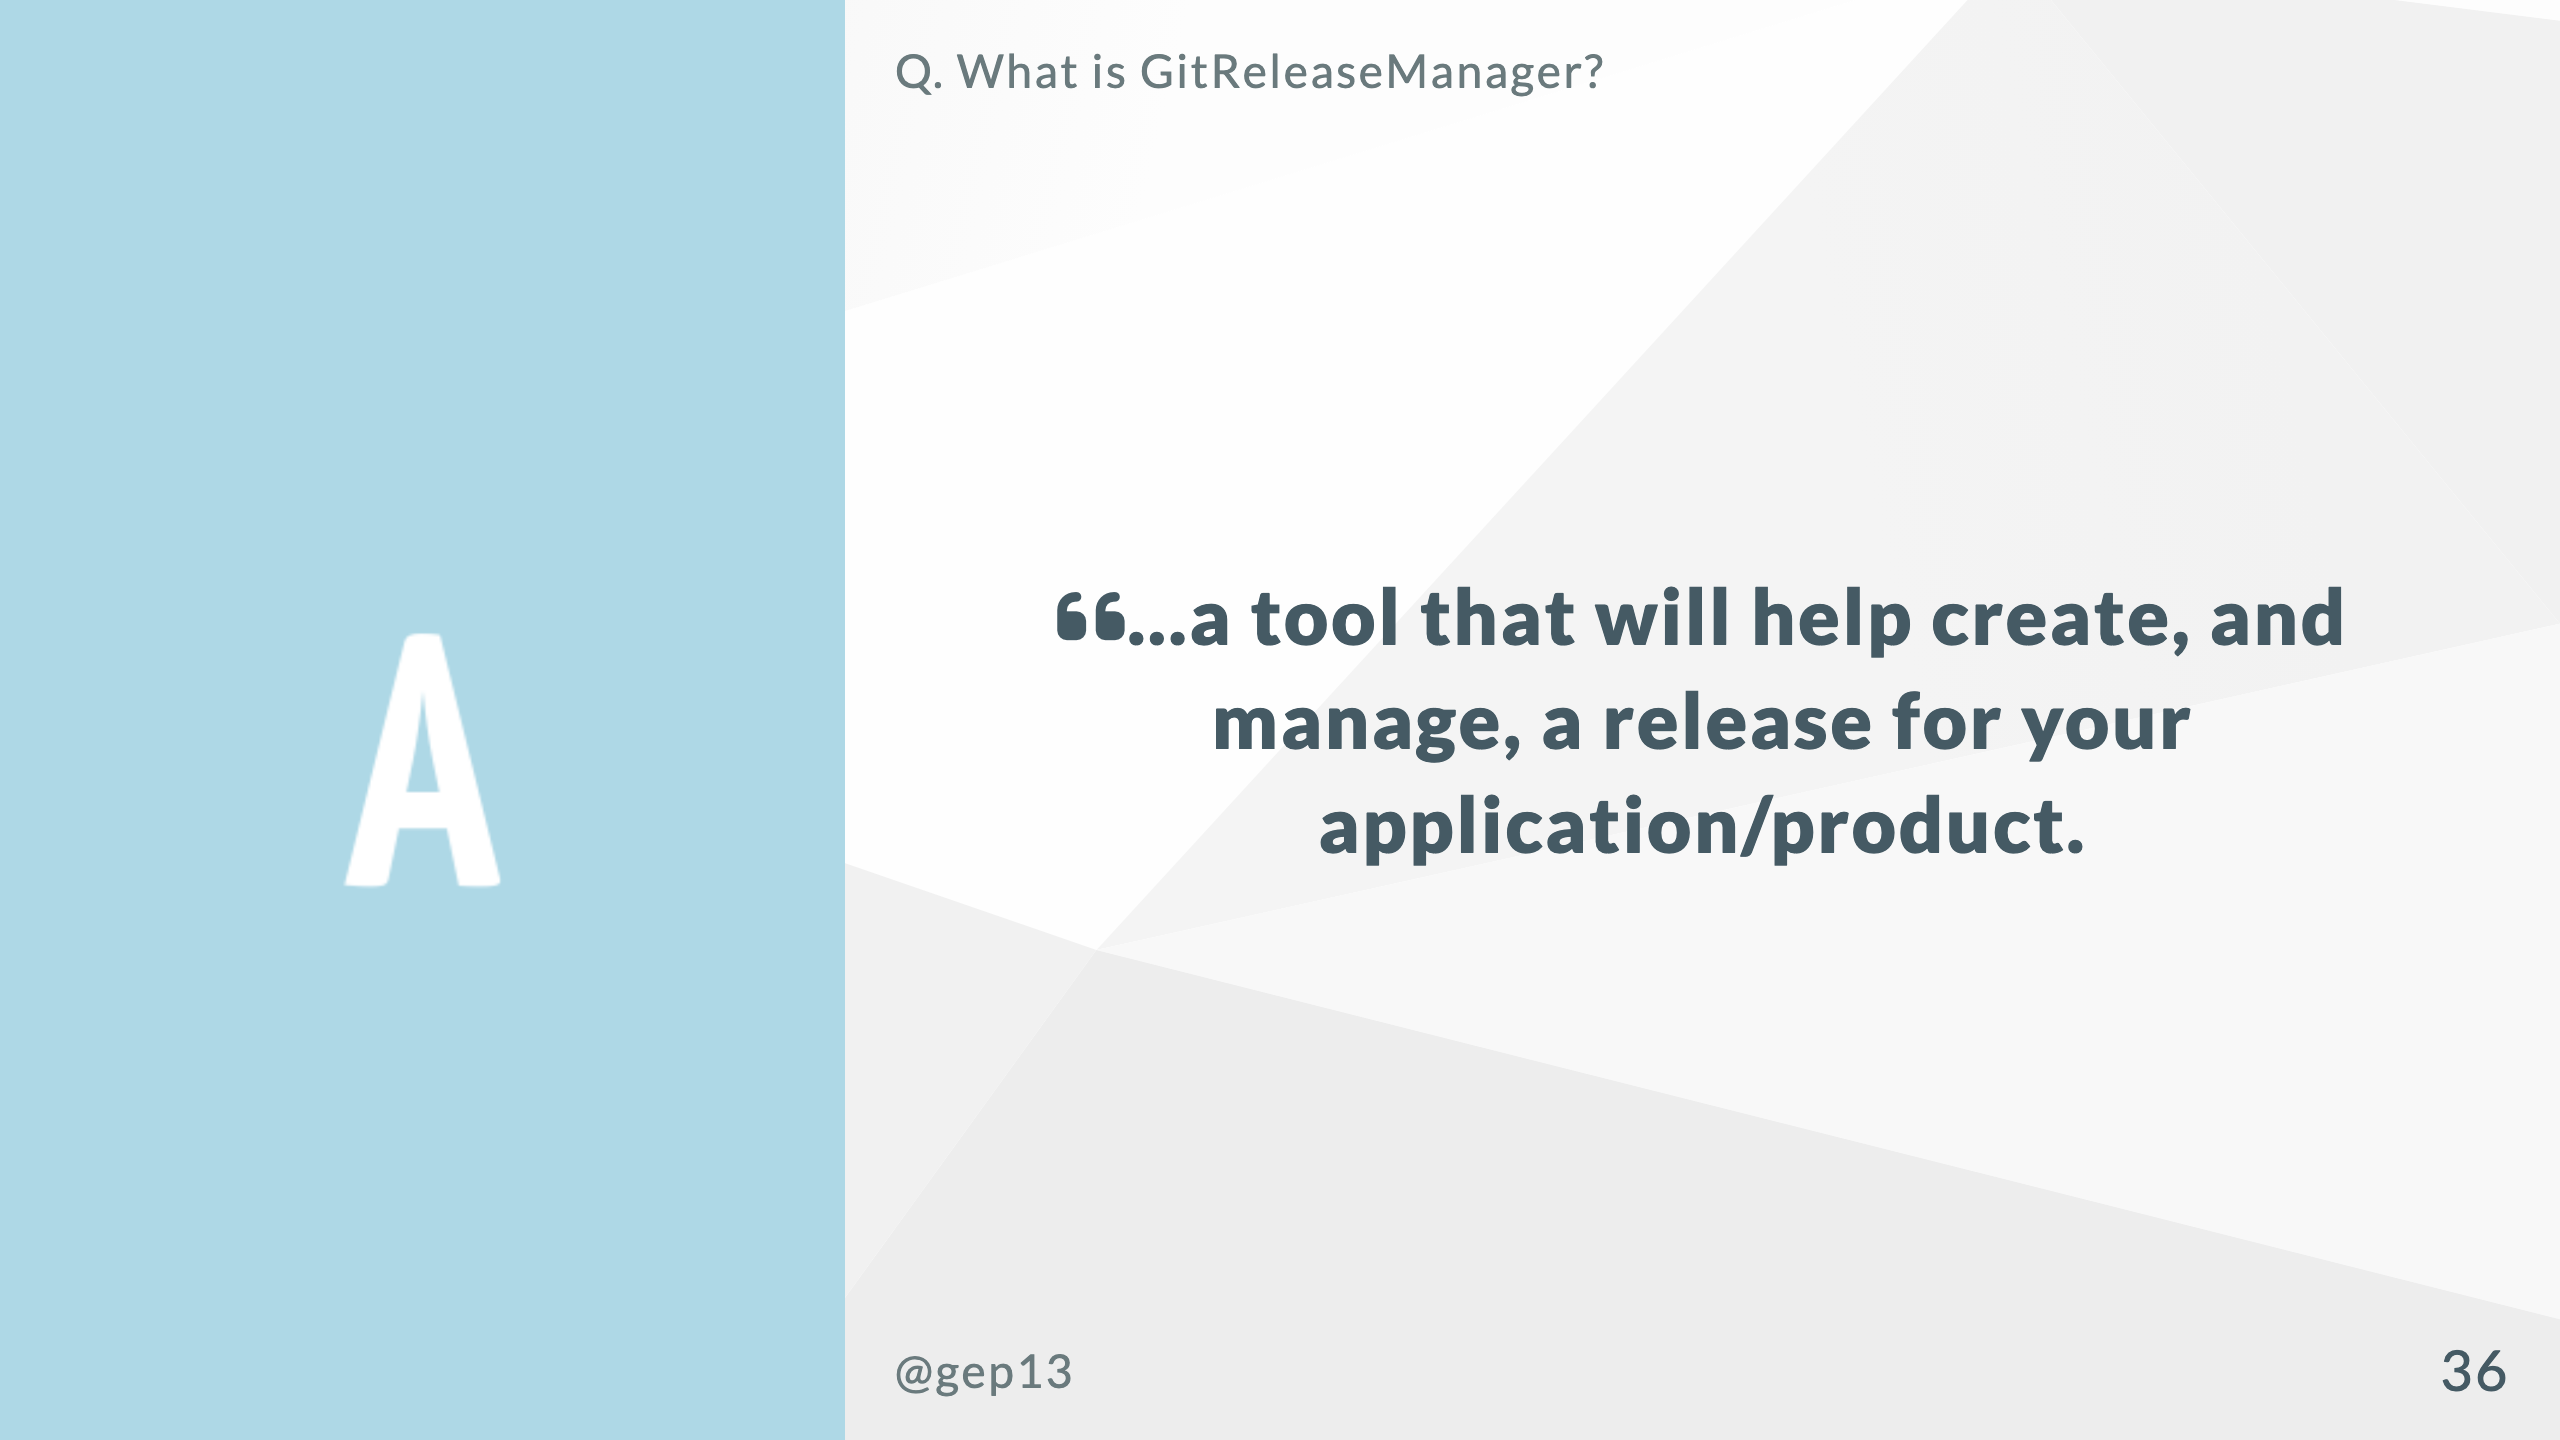 Q. What is GitReleaseManager?
A
❝...a tool that will help create, and
manage, a release for your
application/product.
@gep13
36